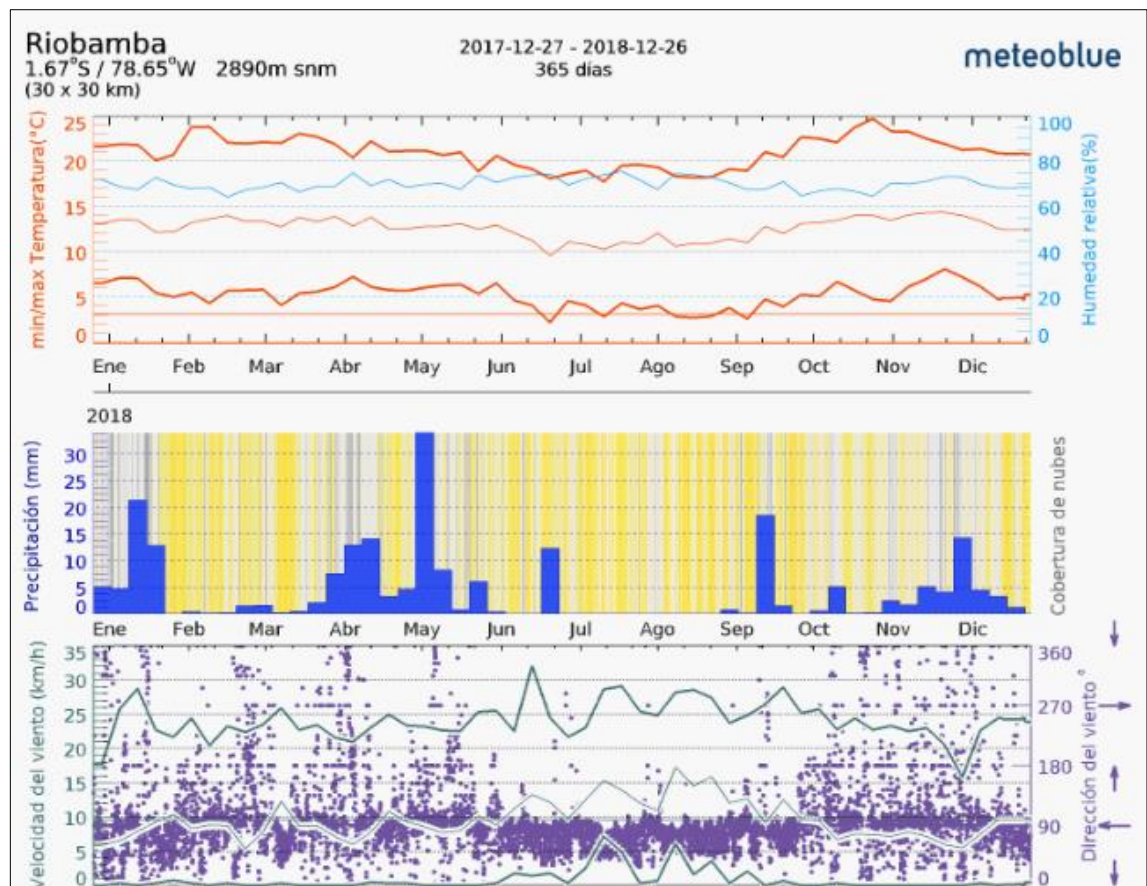 Riobamba
1.67°S / 78.65°W 2890m snm
(30 x 30 km)
2017-12-27 - 2018-12-26
365 días
meteoblue
min/max Temperatura(°C)
25
20
15
10
5
0
100
80
60
40
20
0
Humedad relativa(%)
Ene Feb Mar Abr May Jun Jul Ago Sep Oct Nov Dic
2018
Precipitación (mm)
30
25
20
15
10
5
0
Cobertura de nubes
Ene Feb Mar Abr May Jun Jul Ago Sep Oct Nov Dic
Velocidad del viento (km/h)
35
30
25
20
15
10
5
0
360
270
180
90
0
Dirección del viento °